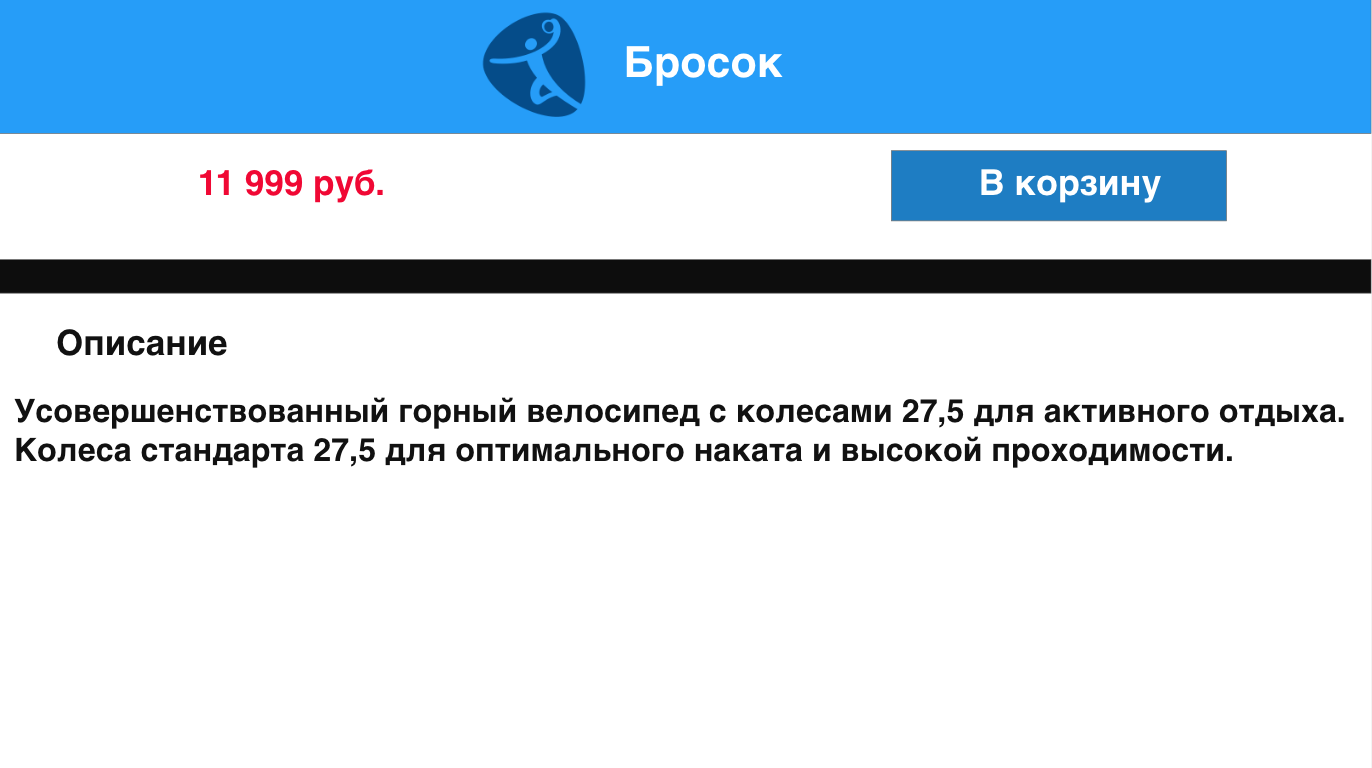 Бросок
11 999 руб.
В корзину
Описание
Усовершенствованный горный велосипед с колесами 27,5 для активного отдыха.
Колеса стандарта 27,5 для оптимального наката и высокой проходимости.